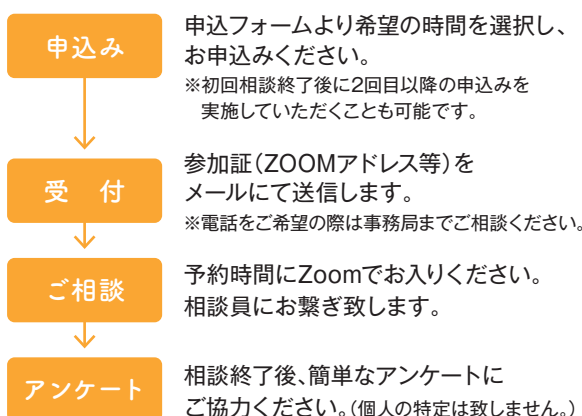 申込み
申込フォームより希望の時間を選択し、
お申込みください。
※初回相談終了後に2回目以降の申込みを
実施していただくことも可能です。
受　付
参加証(ZOOMアドレス等)を
メールにて送信します。
※電話をご希望の際は事務局までご相談ください。
ご相談
予約時間にZoomでお入りください。
相談員にお繋ぎ致します。
アンケート
相談終了後、簡単なアンケートに
ご協力ください。(個人の特定は致しません。)